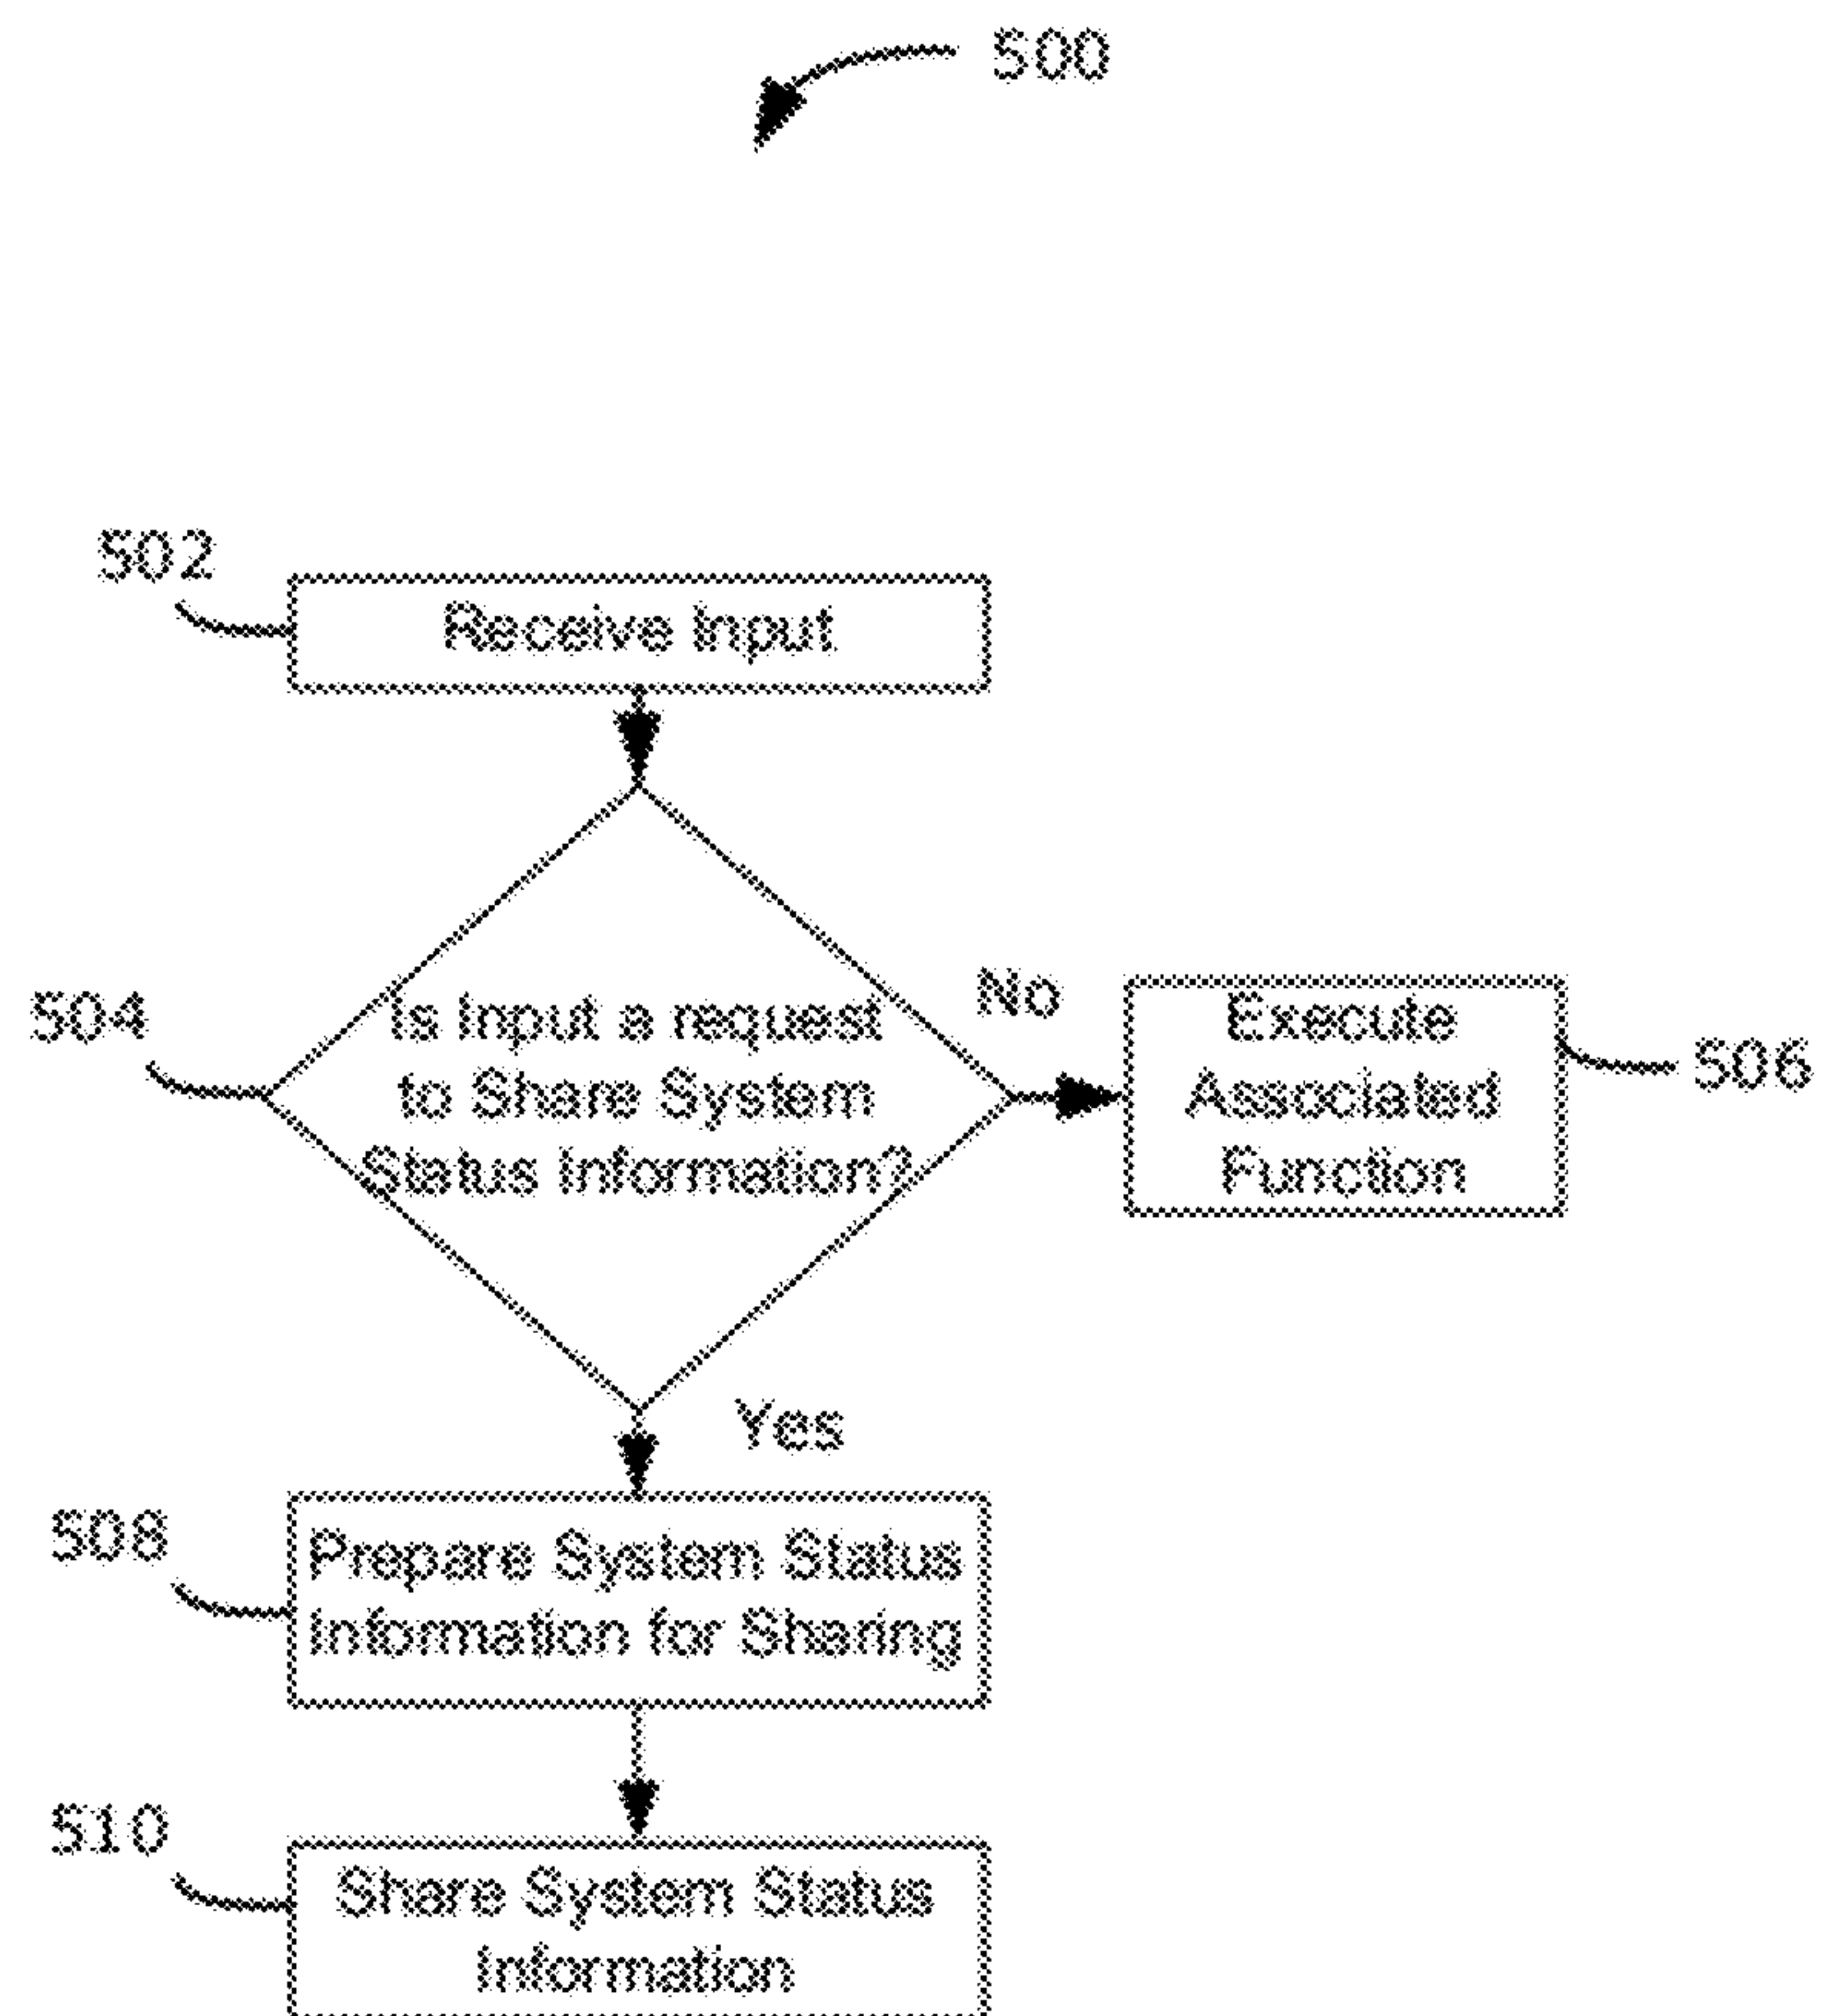 500
502
Receive Input
504
Is Input a request
to Share System
Status Information?
No
Execute
Associated
Function
506
Yes
508
Prepare System Status
Information for Sharing
510
Share System Status
Information